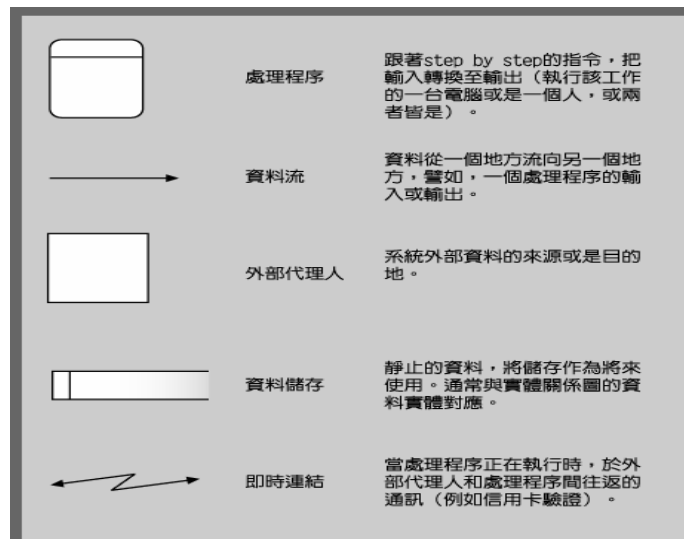 處理程序
跟著step by step的指令，把
輸入轉換至輸出（執行該工作
的一台電腦或是一個人，或兩
者皆是）。
資料流
資料從一個地方流向另一個地
方，譬如，一個處理程序的輸
入或輸出。
外部代理人
系統外部資料的來源或是目的
地。
資料儲存
靜止的資料，將儲存作為將來
使用。通常與實體關係圖的資
料實體對應。
即時連結
當處理程序正在執行時，於外
部代理人和處理程序間往返的
通訊（例如信用卡驗證）。